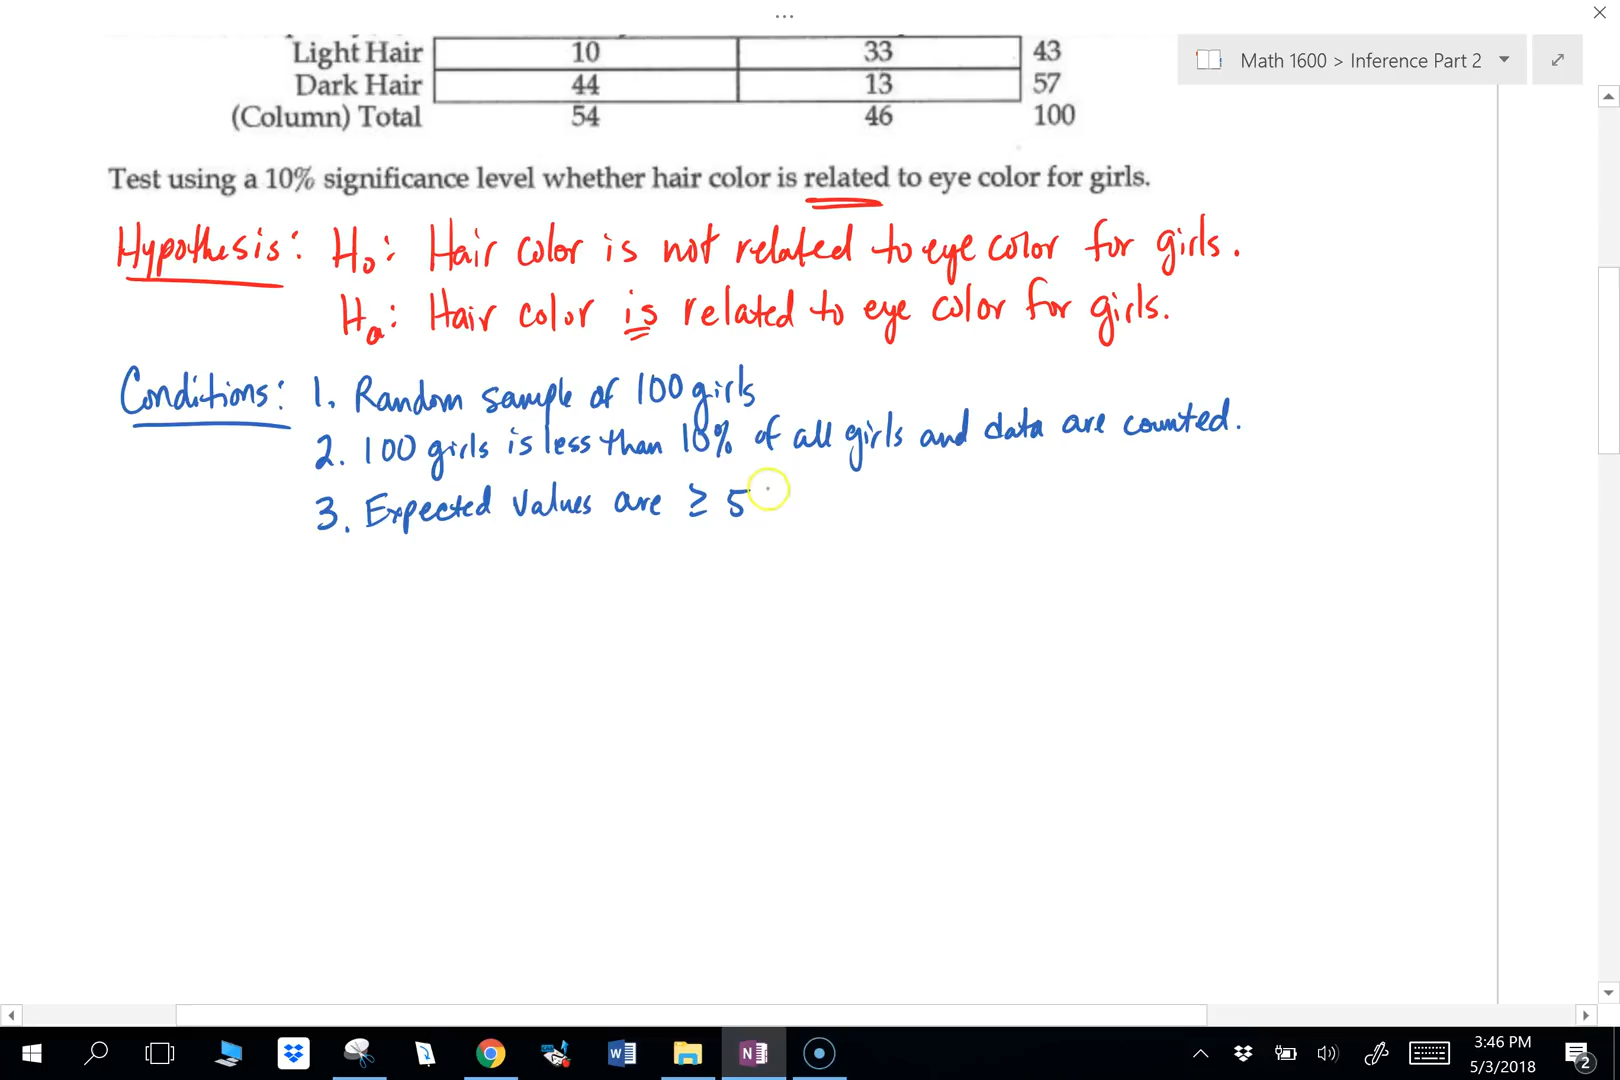 ...
Math 1600 > Inference Part 2
Light Hair 10 33 43
Dark Hair 44 13 57
(Column) Total 54 46 100
Test using a 10% significance level whether hair color is related to eye color for girls.
Hypothesis: H₀: Hair color is not related to eye color for girls.
Hₐ: Hair color is related to eye color for girls.
Conditions: 1. Random sample of 100 girls
2. 100 girls is less than 10% of all girls and data are counted.
3. Expected values are ≥ 5
3:46 PM
5/3/2018
2